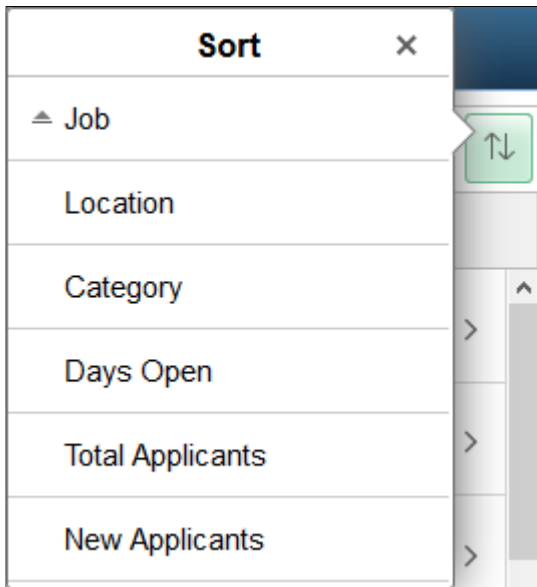 Sort
Job
Location
Category
Days Open
Total Applicants
New Applicants